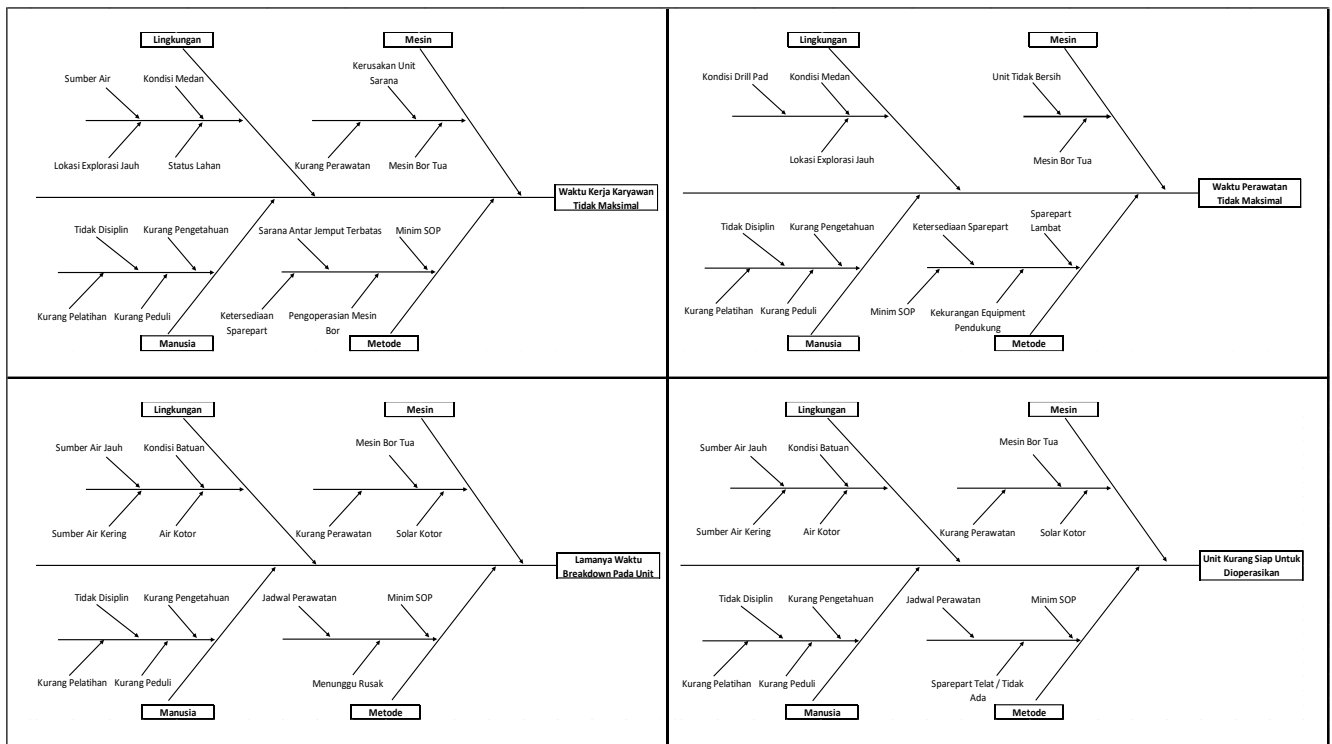 Lingkungan
Mesin
Sumber Air
Kondisi Medan
Kerusakan Unit
Sarana
Lokasi Explorasi Jauh
Status Lahan
Kurang Perawatan
Mesin Bor Tua
Waktu Kerja Karyawan
Tidak Maksimal
Tidak Disiplin
Kurang Pengetahuan
Sarana Antar Jemput Terbatas
Minim SOP
Kurang Pelatihan
Kurang Peduli
Ketersediaan
Sparepart
Pengoperasian Mesin
Bor
Manusia
Metode
Lingkungan
Mesin
Kondisi Drill Pad
Kondisi Medan
Unit Tidak Bersih
Lokasi Explorasi Jauh
Mesin Bor Tua
Waktu Perawatan
Tidak Maksimal
Tidak Disiplin
Kurang Pengetahuan
Ketersediaan Sparepart
Sparepart
Lambat
Kurang Pelatihan
Kurang Peduli
Minim SOP
Kekurangan Equipment
Pendukung
Manusia
Metode
Lingkungan
Mesin
Sumber Air Jauh
Kondisi Batuan
Mesin Bor Tua
Sumber Air Kering
Air Kotor
Kurang Perawatan
Solar Kotor
Lamanya Waktu
Breakdown Pada Unit
Tidak Disiplin
Kurang Pengetahuan
Jadwal Perawatan
Minim SOP
Kurang Pelatihan
Kurang Peduli
Menunggu Rusak
Manusia
Metode
Lingkungan
Mesin
Sumber Air Jauh
Kondisi Batuan
Mesin Bor Tua
Sumber Air Kering
Air Kotor
Kurang Perawatan
Solar Kotor
Unit Kurang Siap Untuk
Dioperasikan
Tidak Disiplin
Kurang Pengetahuan
Jadwal Perawatan
Minim SOP
Kurang Pelatihan
Kurang Peduli
Sparepart Telat / Tidak
Ada
Manusia
Metode